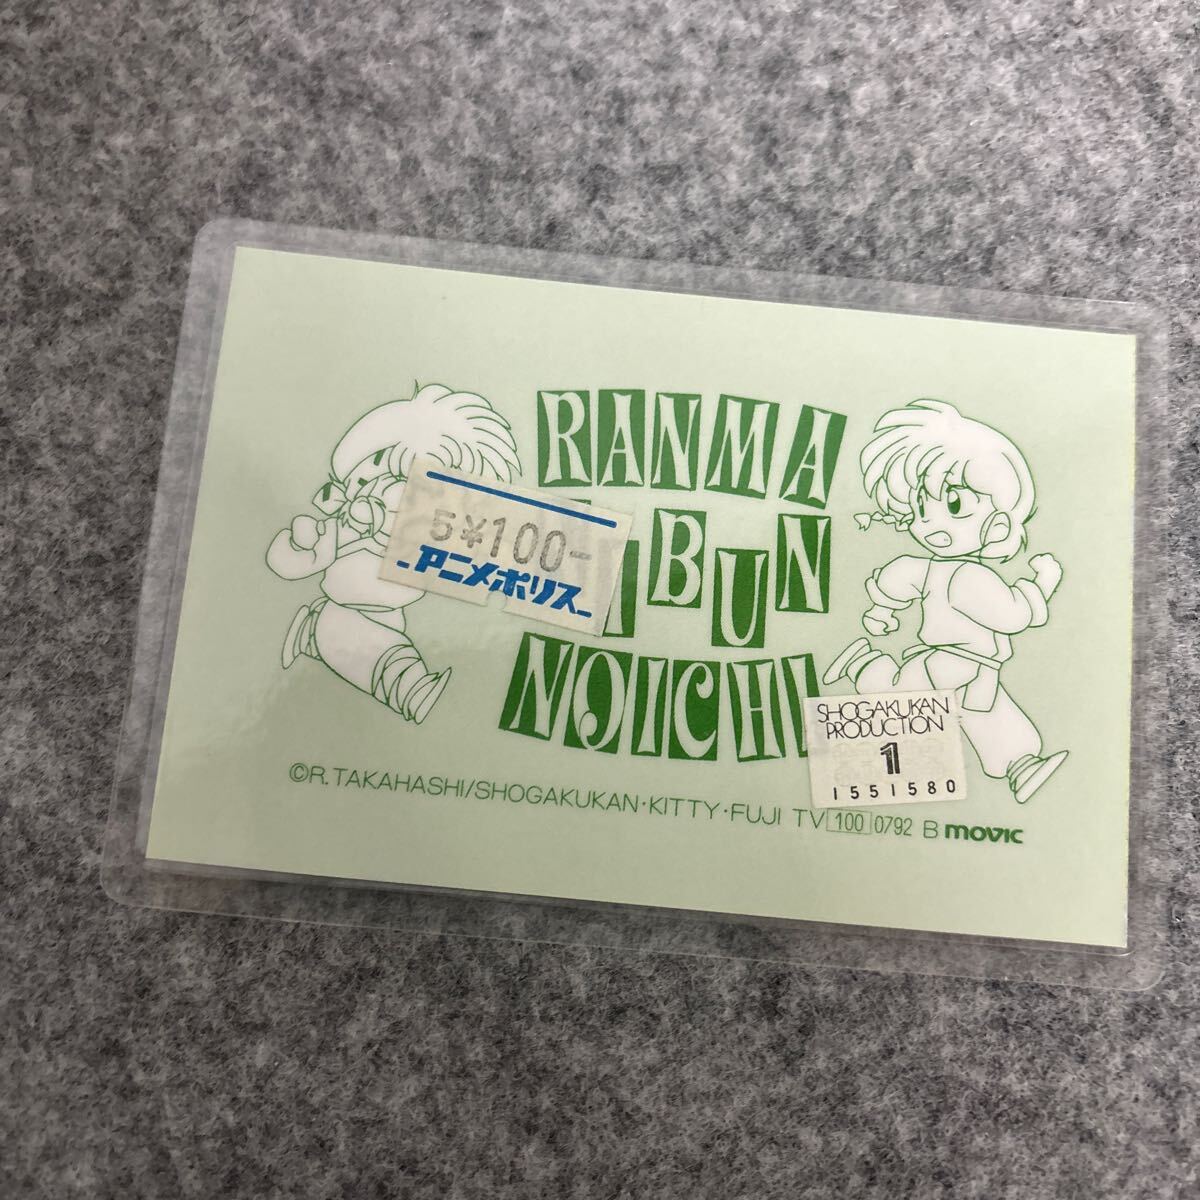 RANMA
BUN
NOICHI
5¥100-
アニメポリス
SHOGAKUKAN
PRODUCTION
1
1551580
©R.TAKAHASHI/SHOGAKUKAN·KITTY·FUJI TV 100 0792 B movic